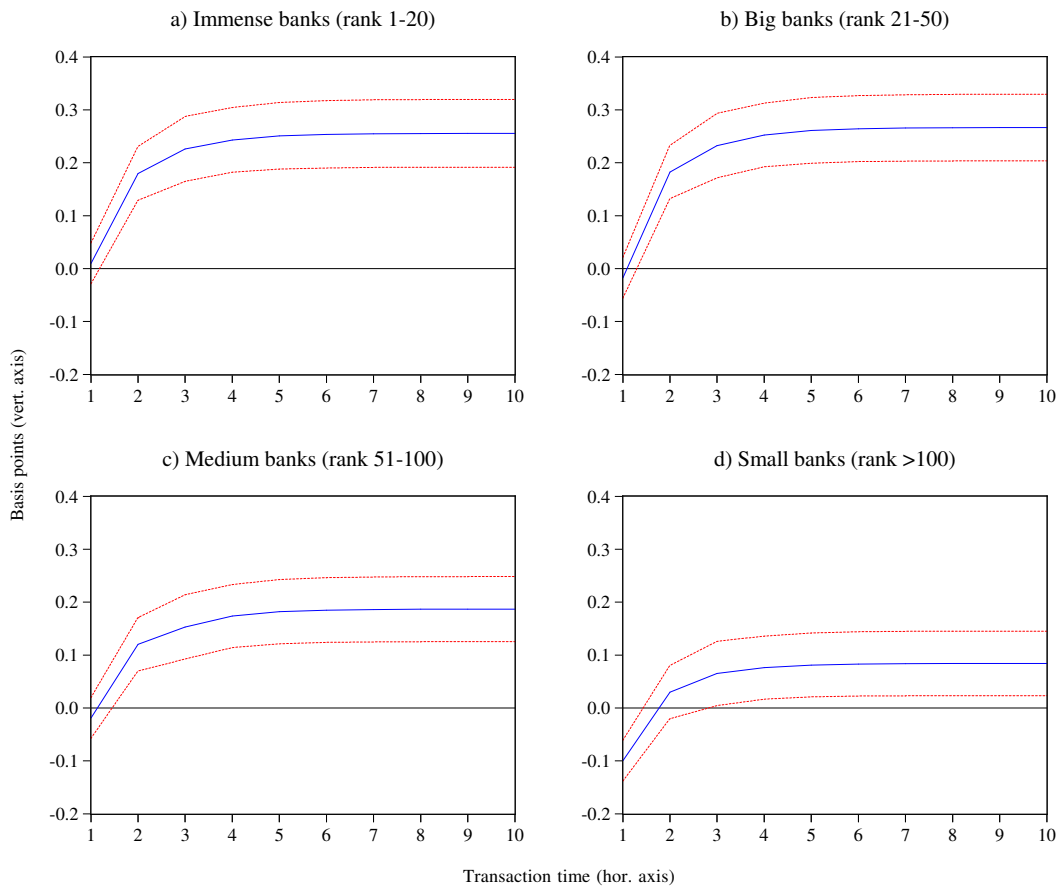 a) Immense banks (rank 1-20)
0.4
0.3
0.2
0.1
0.0
-0.1
-0.2
1 2 3 4 5 6 7 8 9 10
b) Big banks (rank 21-50)
0.4
0.3
0.2
0.1
0.0
-0.1
-0.2
1 2 3 4 5 6 7 8 9 10
Basis points (vert. axis)
c) Medium banks (rank 51-100)
0.4
0.3
0.2
0.1
0.0
-0.1
-0.2
1 2 3 4 5 6 7 8 9 10
d) Small banks (rank >100)
0.4
0.3
0.2
0.1
0.0
-0.1
-0.2
1 2 3 4 5 6 7 8 9 10
Transaction time (hor. axis)